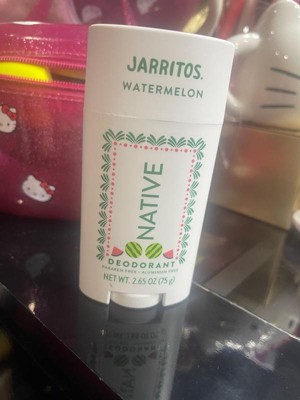 JARRITOS.
WATERMELON
NATIVE
DEODORANT
PARABEN FREE • ALUMINUM FREE
NET WT. 2.65 OZ (75g)